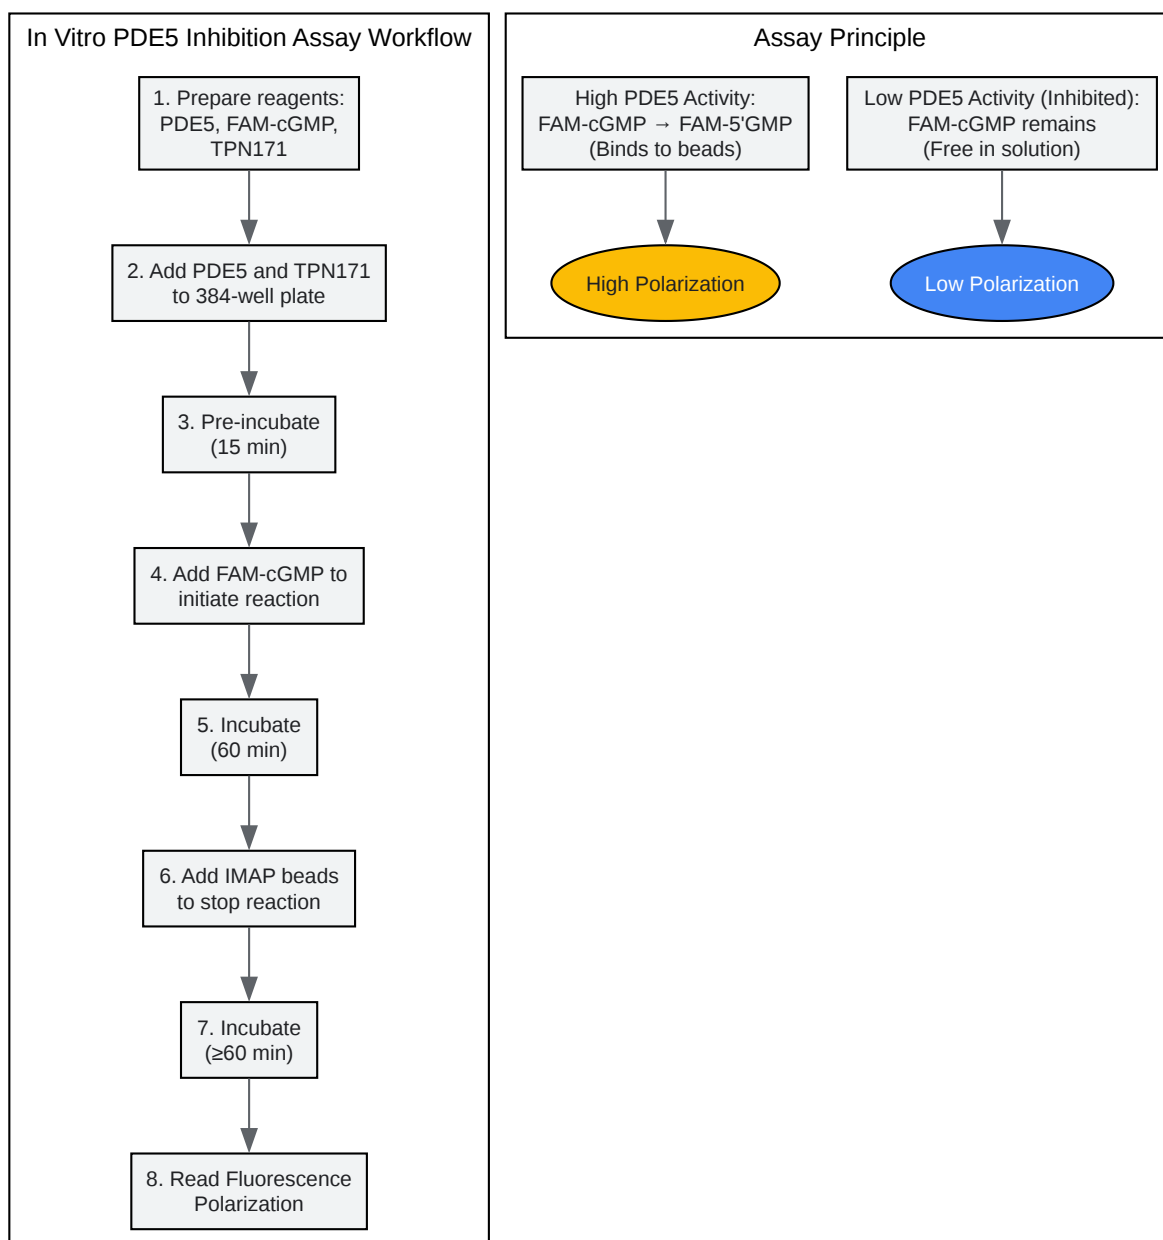 In Vitro PDE5 Inhibition Assay Workflow
1. Prepare reagents:
PDE5, FAM-cGMP,
TPN171
2. Add PDE5 and TPN171
to 384-well plate
3. Pre-incubate
(15 min)
4. Add FAM-cGMP to
initiate reaction
5. Incubate
(60 min)
6. Add IMAP beads
to stop reaction
7. Incubate
(≥60 min)
8. Read Fluorescence
Polarization
Assay Principle
High PDE5 Activity:
FAM-cGMP → FAM-5'GMP
(Binds to beads)
High Polarization
Low PDE5 Activity (Inhibited):
FAM-cGMP remains
(Free in solution)
Low Polarization